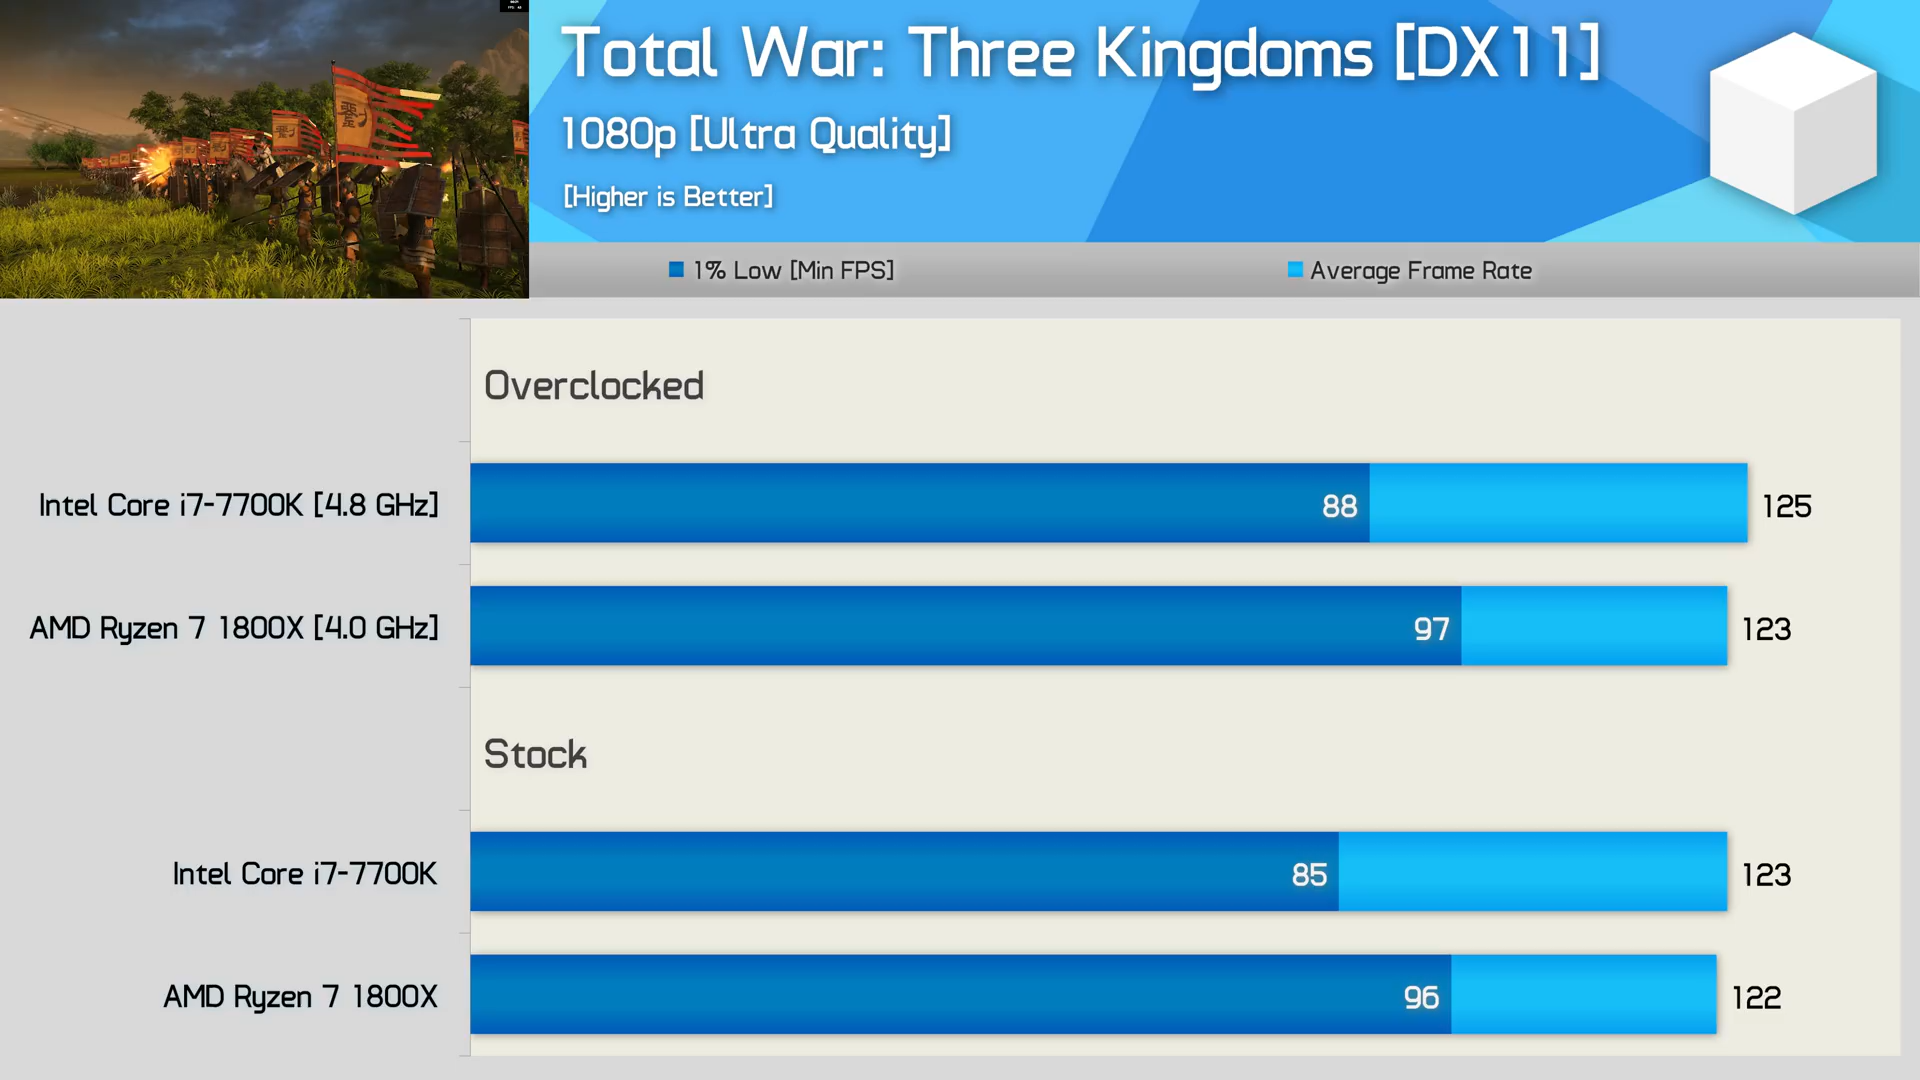 Total War: Three Kingdoms [DX11]
1080p [Ultra Quality]
[Higher is Better]
1% Low [Min FPS]
Average Frame Rate
Overclocked
Intel Core i7-7700K [4.8 GHz]
88
125
AMD Ryzen 7 1800X [4.0 GHz]
97
123
Stock
Intel Core i7-7700K
85
123
AMD Ryzen 7 1800X
96
122